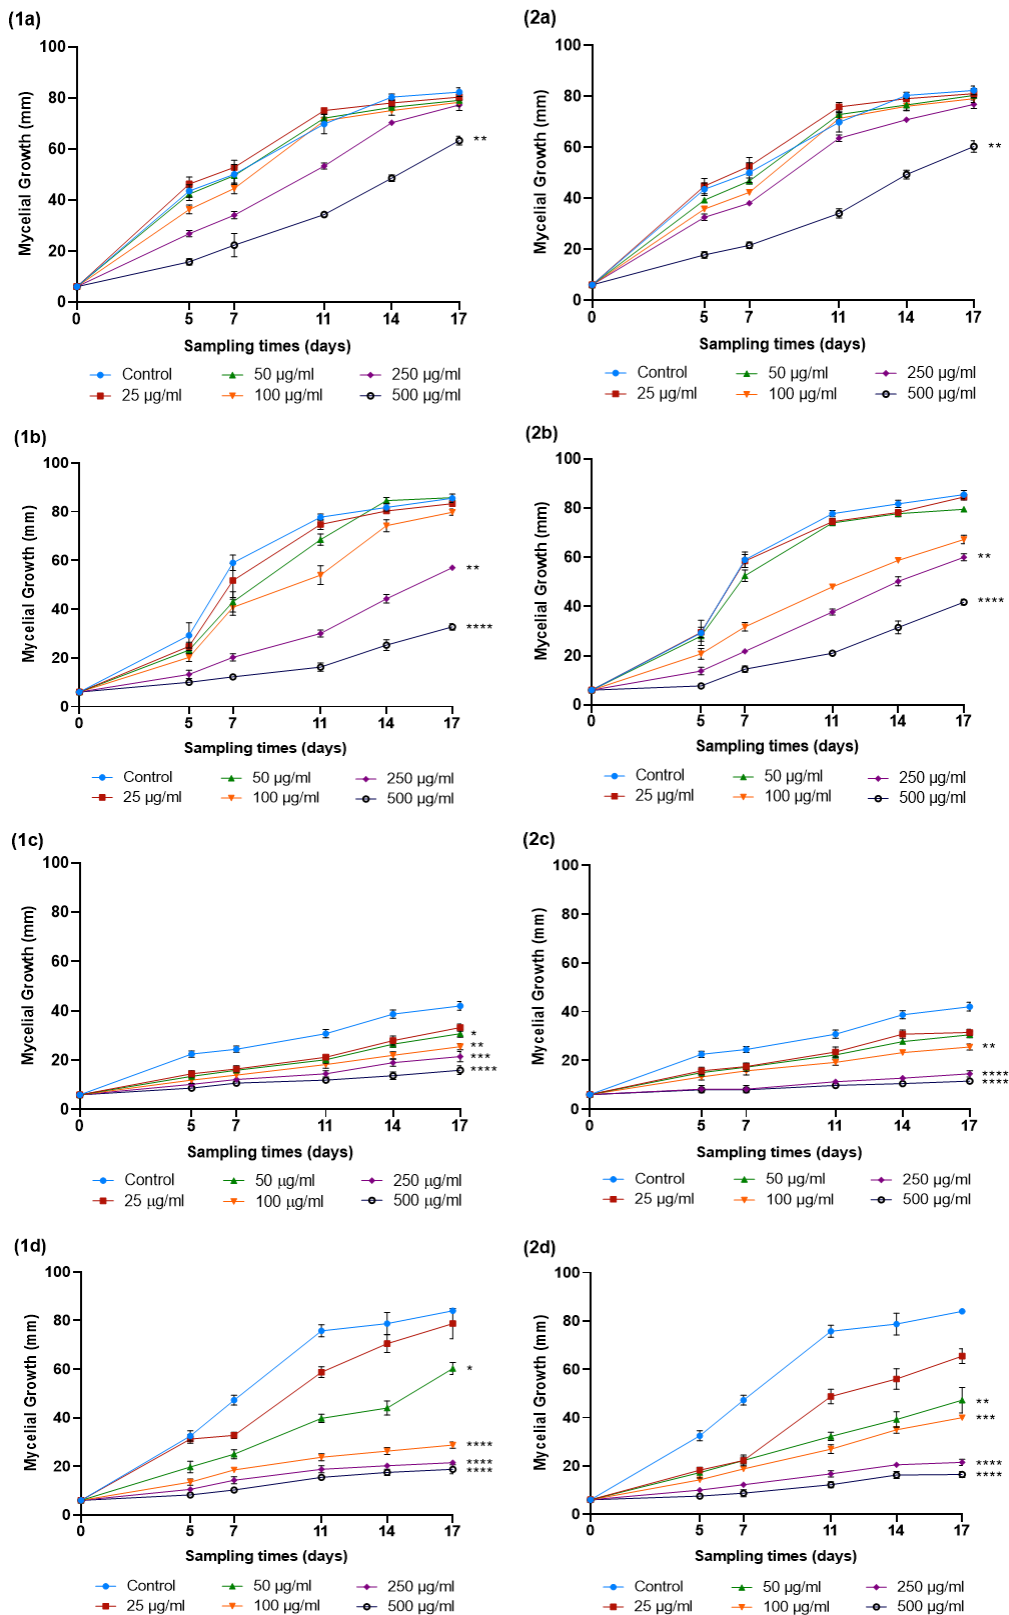 (1a)
Mycelial Growth (mm)
100
80
60
40
20
0
**
0 5 7 11 14 17
Sampling times (days)
Control 50 µg/ml 250 µg/ml
25 µg/ml 100 µg/ml 500 µg/ml
(2a)
Mycelial Growth (mm)
100
80
60
40
20
0
**
0 5 7 11 14 17
Sampling times (days)
Control 50 µg/ml 250 µg/ml
25 µg/ml 100 µg/ml 500 µg/ml
(1b)
Mycelial Growth (mm)
100
80
60
40
20
0
**
****
0 5 7 11 14 17
Sampling times (days)
Control 50 µg/ml 250 µg/ml
25 µg/ml 100 µg/ml 500 µg/ml
(2b)
Mycelial Growth (mm)
100
80
60
40
20
0
**
****
0 5 7 11 14 17
Sampling times (days)
Control 50 µg/ml 250 µg/ml
25 µg/ml 100 µg/ml 500 µg/ml
(1c)
Mycelial Growth (mm)
100
80
60
40
20
0
*
**
***
****
0 5 7 11 14 17
Sampling times (days)
Control 50 µg/ml 250 µg/ml
25 µg/ml 100 µg/ml 500 µg/ml
(2c)
Mycelial Growth (mm)
100
80
60
40
20
0
**
****
****
0 5 7 11 14 17
Sampling times (days)
Control 50 µg/ml 250 µg/ml
25 µg/ml 100 µg/ml 500 µg/ml
(1d)
Mycelial Growth (mm)
100
80
60
40
20
0
*
****
****
****
0 5 7 11 14 17
Sampling times (days)
Control 50 µg/ml 250 µg/ml
25 µg/ml 100 µg/ml 500 µg/ml
(2d)
Mycelial Growth (mm)
100
80
60
40
20
0
**
***
****
****
0 5 7 11 14 17
Sampling times (days)
Control 50 µg/ml 250 µg/ml
25 µg/ml 100 µg/ml 500 µg/ml